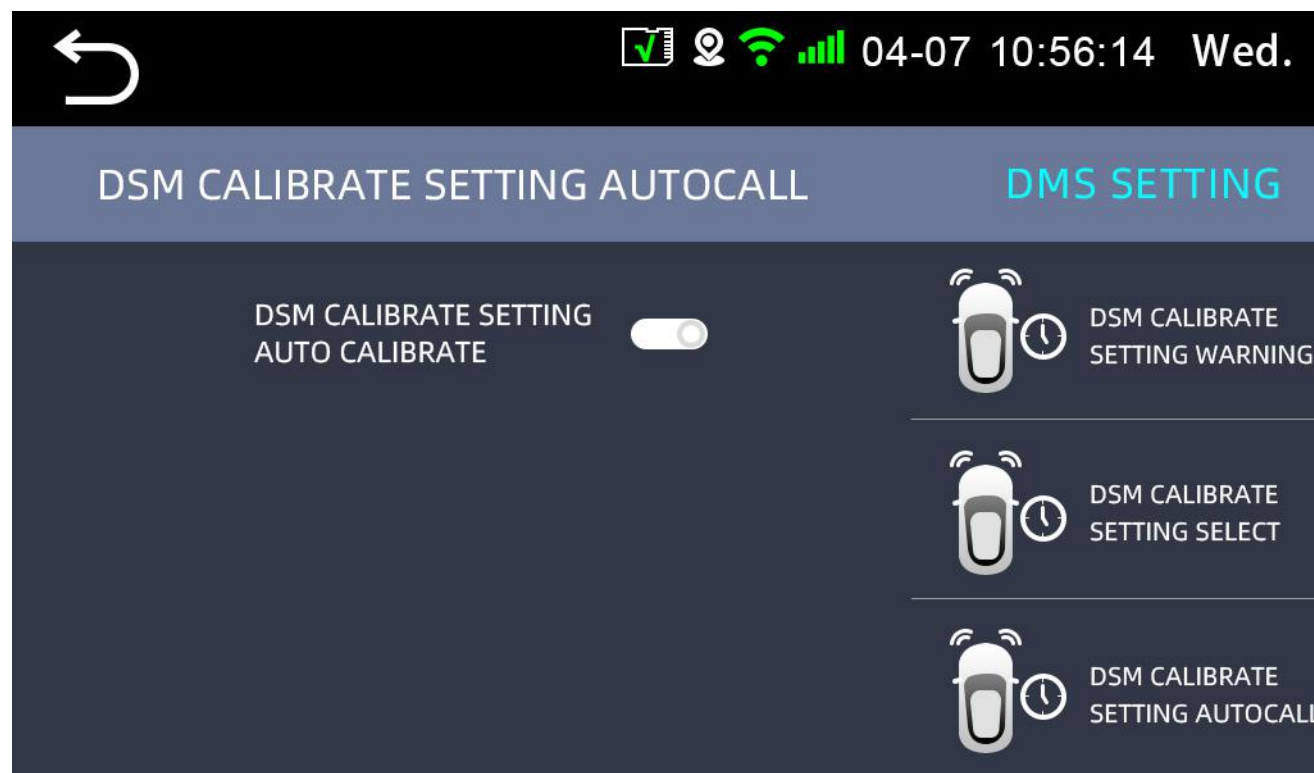 04-07 10:56:14 Wed.
DSM CALIBRATE SETTING AUTOCALL
DMS SETTING
DSM CALIBRATE SETTING
AUTO CALIBRATE
DSM CALIBRATE
SETTING WARNING
DSM CALIBRATE
SETTING SELECT
DSM CALIBRATE
SETTING AUTOCALL